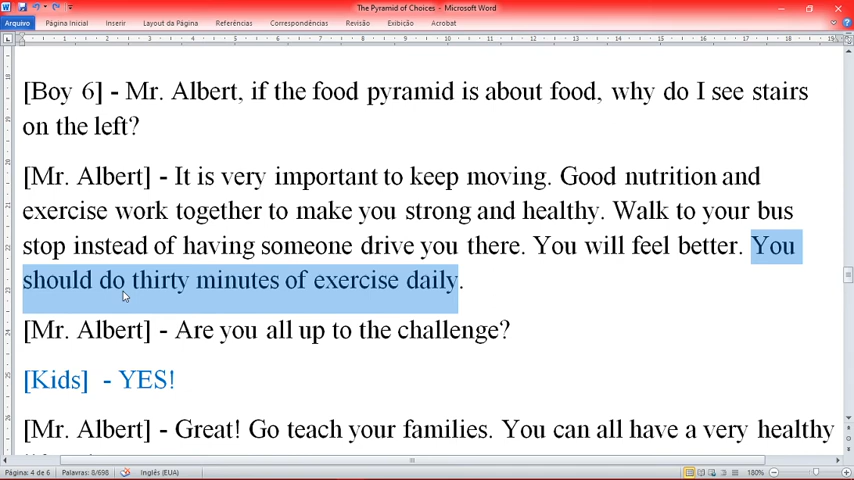 The Pyramid of Choices - Microsoft Word
Arquivo Página Inicial Inserir Layout da Página Referências Correspondências Revisão Exibição Acrobat
[Boy 6] - Mr. Albert, if the food pyramid is about food, why do I see stairs
on the left?
[Mr. Albert] - It is very important to keep moving. Good nutrition and
exercise work together to make you strong and healthy. Walk to your bus
stop instead of having someone drive you there. You will feel better. You
should do thirty minutes of exercise daily.
[Mr. Albert] - Are you all up to the challenge?
[Kids] - YES!
[Mr. Albert] - Great! Go teach your families. You can all have a very healthy
Página: 4 de 6 Palavras: 8/698 Inglês (EUA) 180%